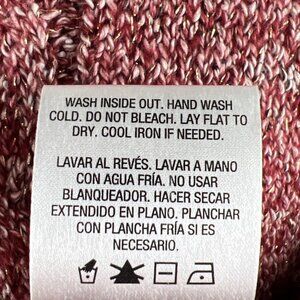 WASH INSIDE OUT. HAND WASH
COLD. DO NOT BLEACH. LAY FLAT TO
DRY. COOL IRON IF NEEDED.
LAVAR AL REVÉS. LAVAR A MANO
CON AGUA FRÍA. NO USAR
BLANQUEADOR. HACER SECAR
EXTENDIDO EN PLANO. PLANCHAR
CON PLANCHA FRÍA SI ES
NECESARIO.